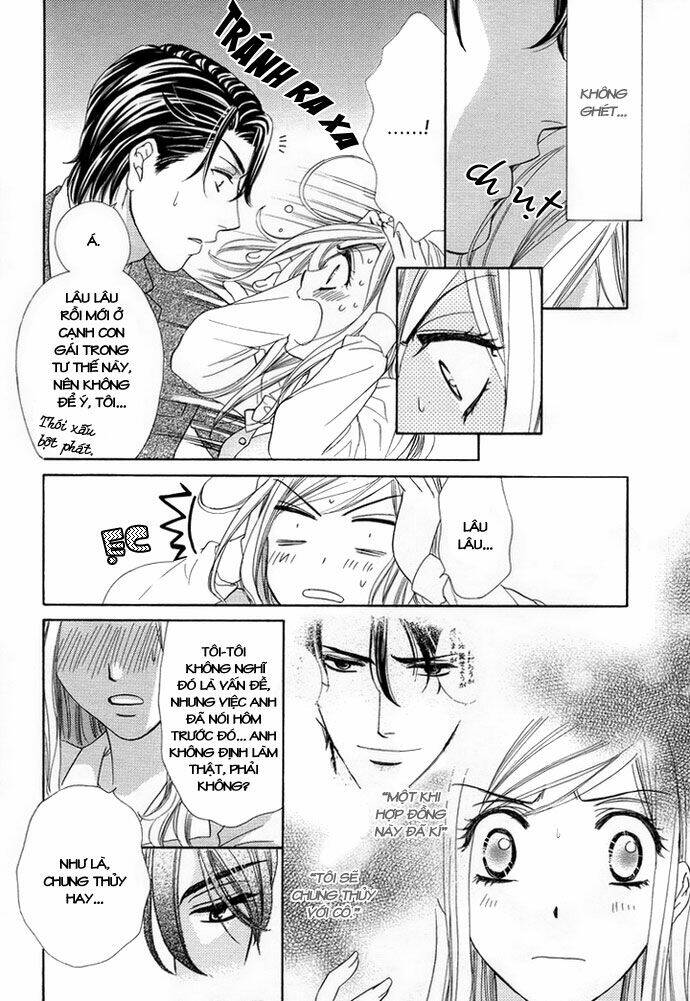 KHÔNG
GHÉT...
chụt
......!
TRÁNH RA XA
Á.
LÂU LÂU
RỒI MỚI Ở
CẠNH CON
GÁI TRONG
TƯ THẾ NÀY,
NÊN KHÔNG
ĐỂ Ý, TÔI...
Thói xấu
bột phát.
LÂU
LÂU...
ẸC
TÔI-TÔI
KHÔNG NGHĨ
ĐÓ LÀ VẤN ĐỀ,
NHƯNG VIỆC ANH
ĐÃ NÓI HÔM
TRƯỚC ĐÓ... ANH
KHÔNG ĐỊNH LÀM
THẬT, PHẢI
KHÔNG?
"MỘT KHI
HỢP ĐỒNG
NÀY ĐÃ KÍ"
"TÔI SẼ
CHUNG THỦY
VỚI CÔ."
NHƯ LÀ,
CHUNG THỦY
HAY...